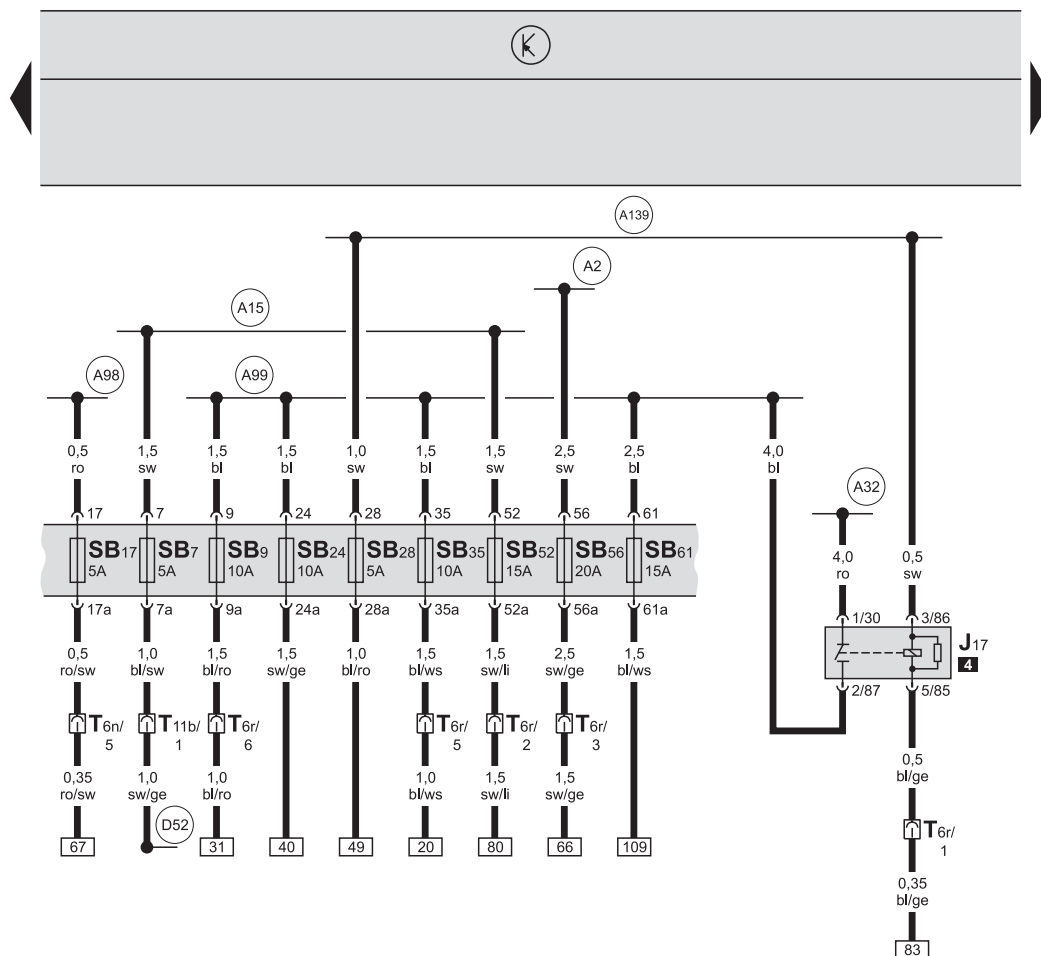 A139
A2
A15
A98
A99
0,5 1,5 1,5 1,5 1,0 1,5 1,5 2,5 2,5 4,0
ro sw bl bl sw bl sw sw bl bl
A32
17 7 9 24 28 35 52 56 61
SB17 SB7 SB9 SB24 SB28 SB35 SB52 SB56 SB61
5A 5A 10A 10A 5A 10A 15A 20A 15A
4,0 0,5
ro sw
17a 7a 9a 24a 28a 35a 52a 56a 61a
1/30 3/86
J17
4
2/87 5/85
0,5 1,0 1,5 1,5 1,0 1,5 1,5 2,5 1,5
ro/sw bl/sw bl/ro sw/ge bl/ro bl/ws sw/li sw/ge bl/ws
T6n/ T11b/ T6r/ T6r/ T6r/ T6r/
5 1 6 5 2 3
0,5
bl/ge
0,35 1,0 1,0 1,0 1,5 1,5
ro/sw sw/ge bl/ro bl/ws sw/li sw/ge
D52
T6r/
1
67 31 40 49 20 80 66 109
0,35
bl/ge
83